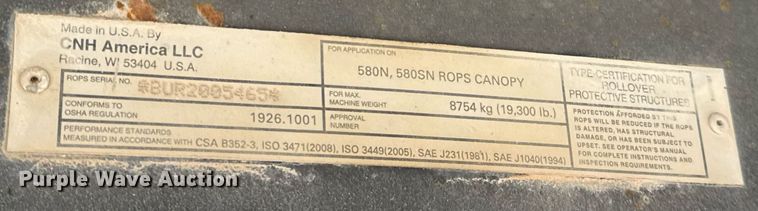 Made in U.S.A. By
CNH America LLC
Racine, WI 53404 U.S.A.
ROPS SERIAL NO. *BUR2005465*
CONFORMS TO
OSHA REGULATION 1926.1001
PERFORMANCE STANDARDS
MEASURED IN ACCORDANCE WITH CSA B352-3, ISO 3471(2008), ISO 3449(2005), SAE J231(1981), SAE J1040(1994)
FOR APPLICATION ON
580N, 580SN ROPS CANOPY
FOR MAX.
MACHINE WEIGHT 8754 kg (19,300 lb.)
APPROVAL
NUMBER
TYPE-CERTIFICATION FOR
ROLLOVER
PROTECTIVE STRUCTURES
PROTECTION AFFORDED BY THIS
ROPS WILL BE REDUCED IF THE ROPS
IS ALTERED, HAS STRUCTURAL
DAMAGE, OR HAS BEEN SUBJECT TO
UPSET. SEE OPERATOR'S MANUAL
FOR COMPLETE INSTRUCTIONS AND
INSPECTION REQUIREMENTS.
Purple Wave Auction